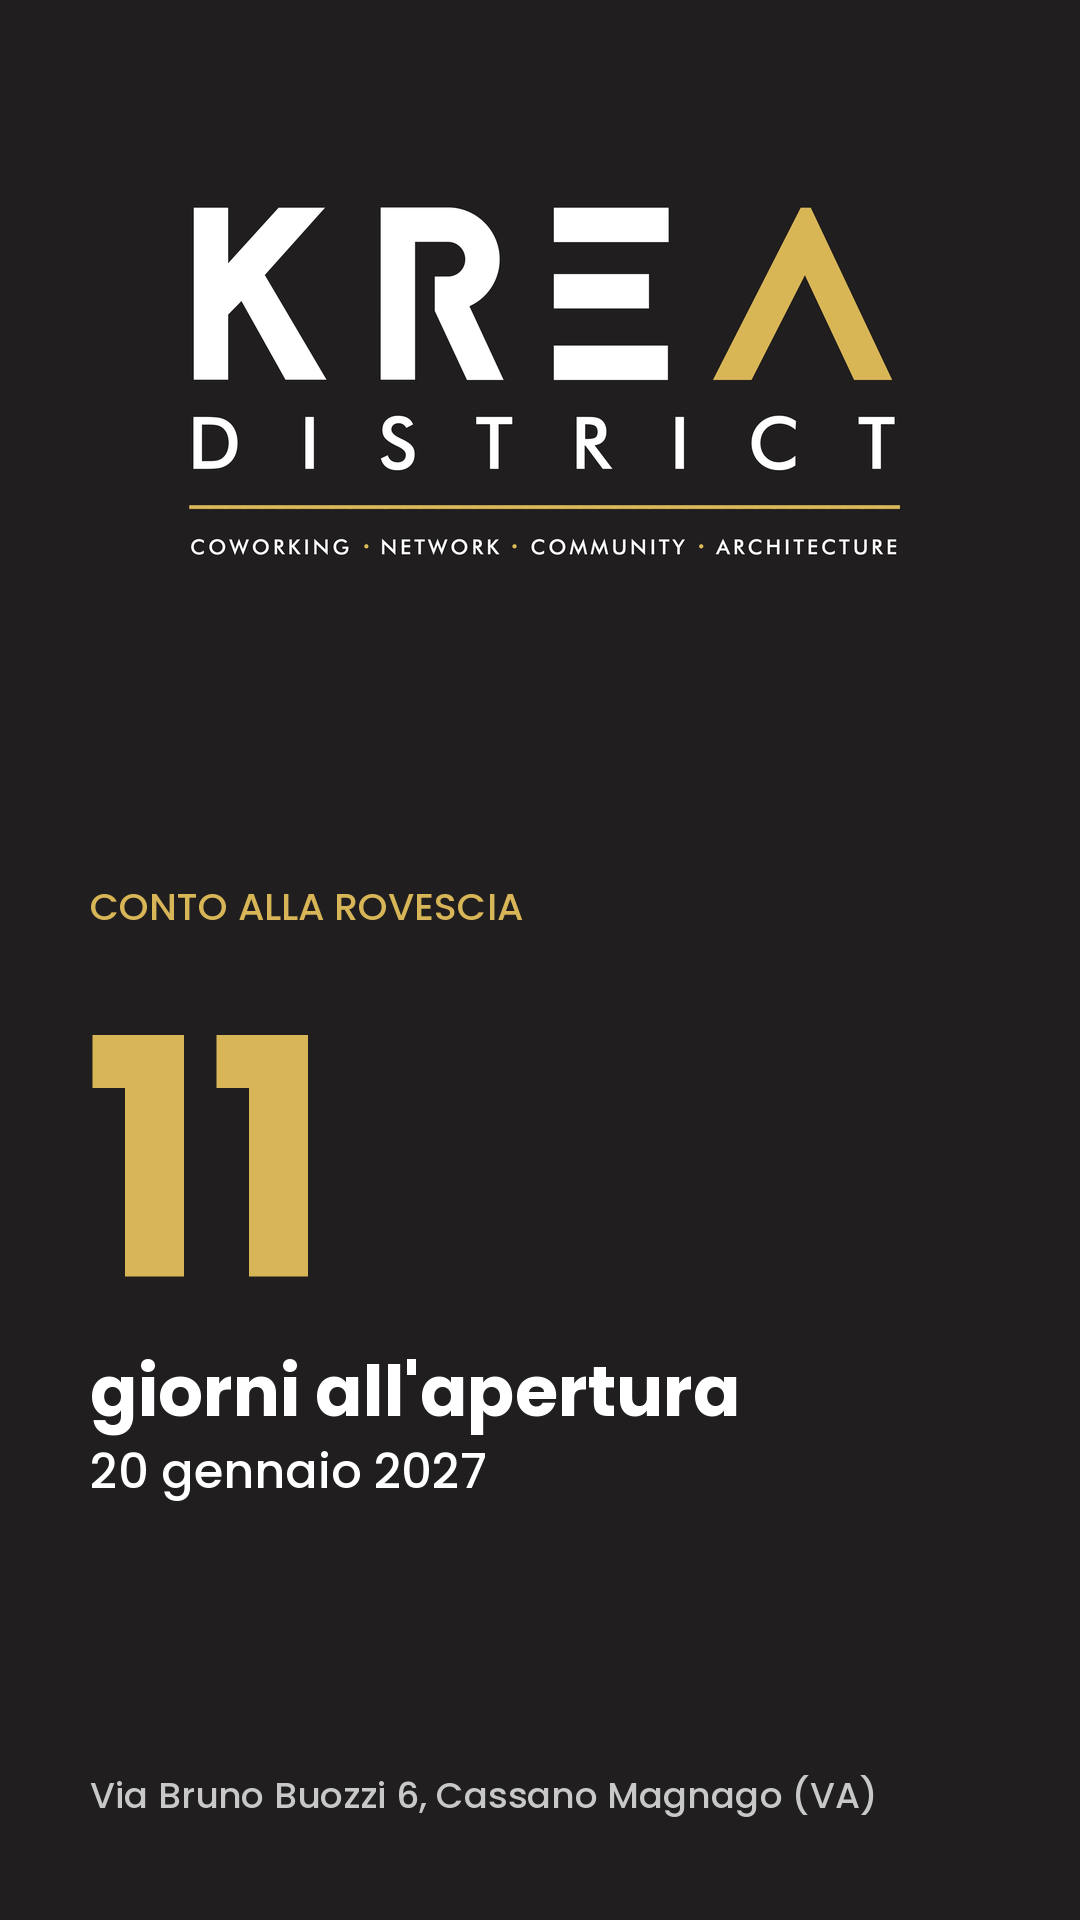 KREA
DISTRICT
COWORKING • NETWORK • COMMUNITY • ARCHITECTURE
CONTO ALLA ROVESCIA
11
giorni all'apertura
20 gennaio 2027
Via Bruno Buozzi 6, Cassano Magnago (VA)